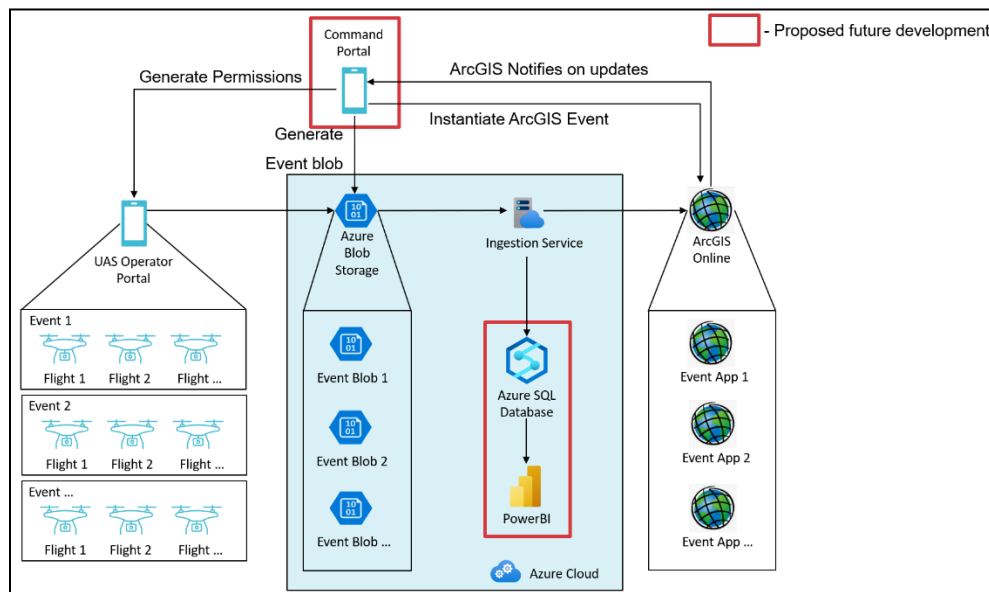 - Proposed future development
Command
Portal
Generate Permissions
ArcGIS Notifies on updates
Instantiate ArcGIS Event
Generate
Event blob
UAS Operator
Portal
10
01
Azure
Blob
Storage
Ingestion Service
ArcGIS
Online
Event 1
Flight 1 Flight 2 Flight ...
Event 2
Flight 1 Flight 2 Flight ...
Event ...
Flight 1 Flight 2 Flight ...
10
01
Event Blob 1
10
01
Event Blob 2
10
01
Event Blob ...
Azure SQL
Database
PowerBI
Azure Cloud
Event App 1
Event App 2
Event App ...